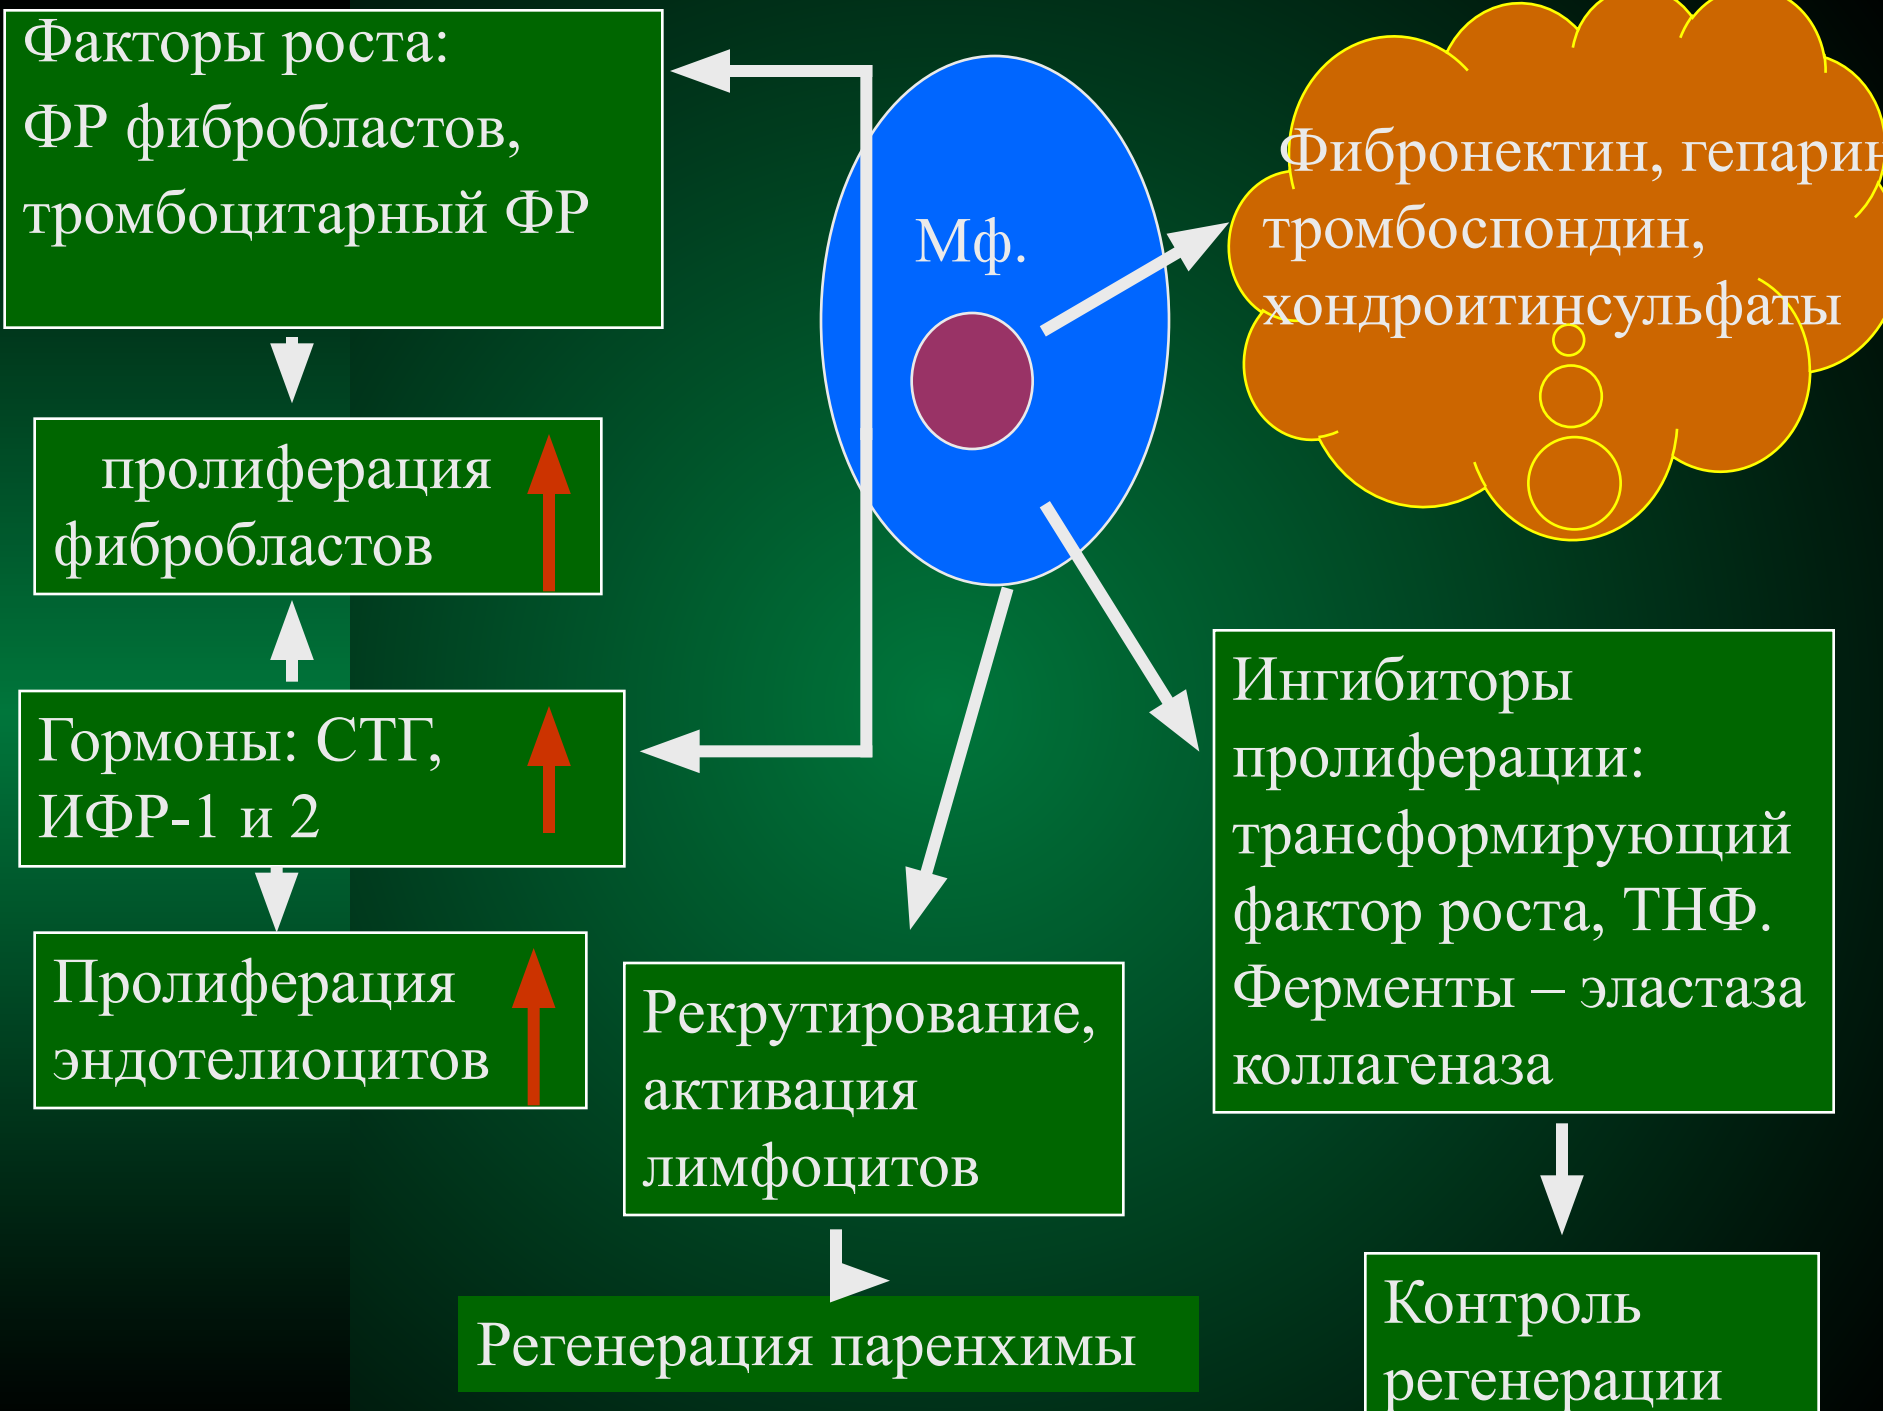 Факторы роста:
ФР фибробластов,
тромбоцитарный ФР
Мф.
Фибронектин, гепарин
тромбоспондин,
хондроитинсульфаты
пролиферация
фибробластов
Гормоны: СТГ,
ИФР-1 и 2
Пролиферация
эндотелиоцитов
Рекрутирование,
активация
лимфоцитов
Регенерация паренхимы
Ингибиторы
пролиферации:
трансформирующий
фактор роста, ТНФ.
Ферменты – эластаза
коллагеназа
Контроль
регенерации